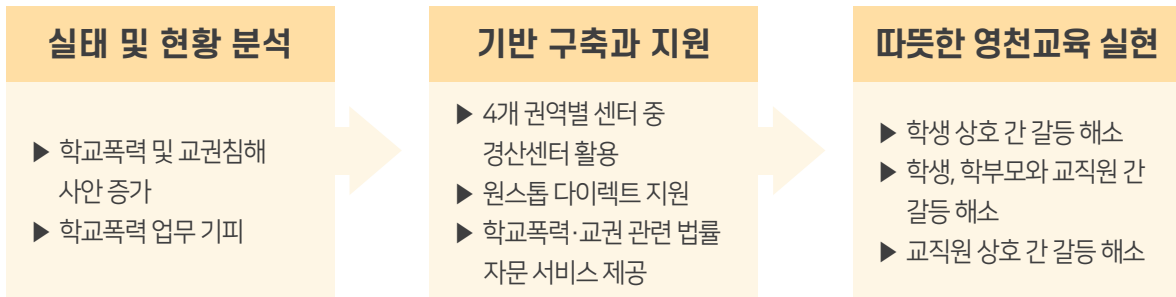 실태 및 현황 분석
▶ 학교폭력 및 교권침해
사안 증가
▶ 학교폭력 업무 기피
기반 구축과 지원
▶ 4개 권역별 센터 중
경산센터 활용
▶ 원스톱 다이렉트 지원
▶ 학교폭력·교권 관련 법률
자문 서비스 제공
따뜻한 영천교육 실현
▶ 학생 상호 간 갈등 해소
▶ 학생, 학부모와 교직원 간
갈등 해소
▶ 교직원 상호 간 갈등 해소